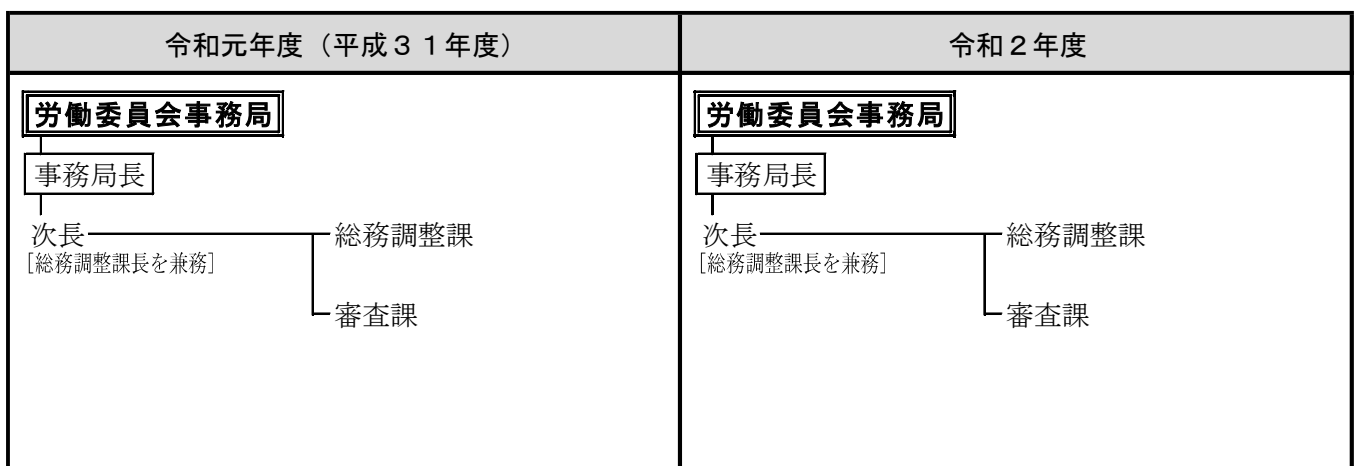 令和元年度（平成３１年度）
令和２年度
労働委員会事務局
事務局長
次長
総務調整課
［総務調整課長を兼務］
審査課
労働委員会事務局
事務局長
次長
総務調整課
［総務調整課長を兼務］
審査課